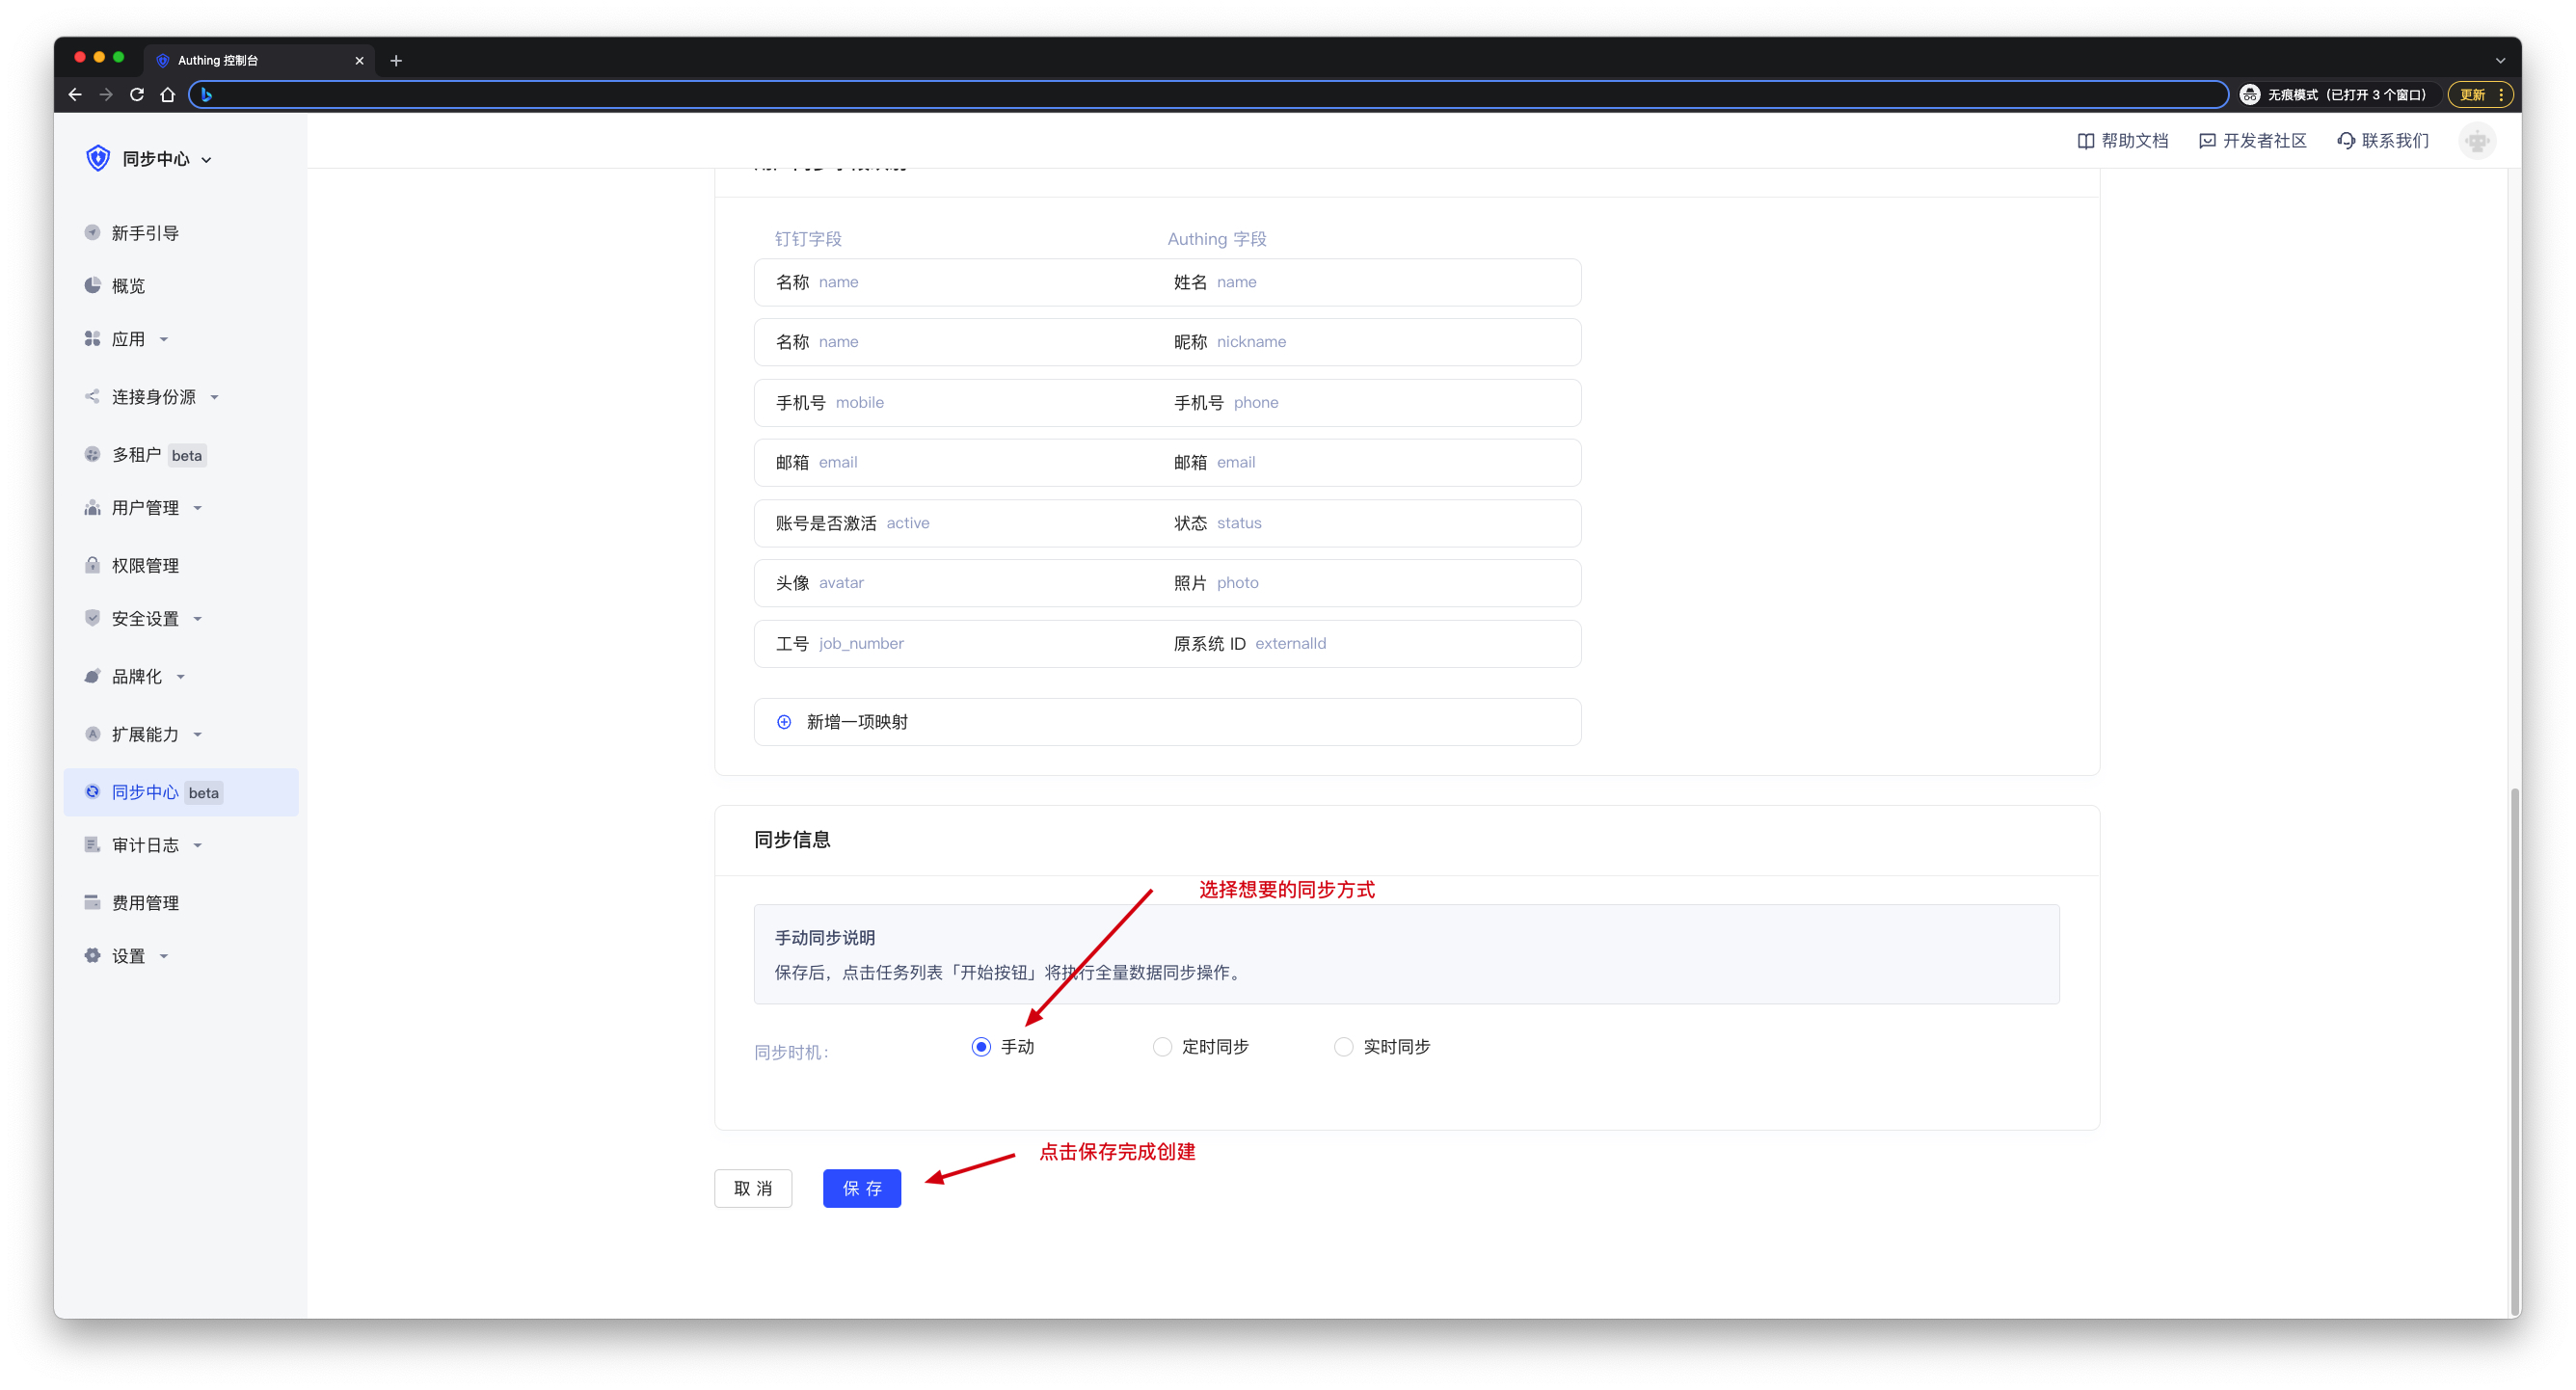 Authing 控制台
无痕模式（已打开 3 个窗口）
更新
同步中心
帮助文档
开发者社区
联系我们
新手引导
概览
应用
连接身份源
多租户 beta
用户管理
权限管理
安全设置
品牌化
扩展能力
同步中心 beta
审计日志
费用管理
设置
钉钉字段 Authing 字段
名称 name 姓名 name
名称 name 昵称 nickname
手机号 mobile 手机号 phone
邮箱 email 邮箱 email
账号是否激活 active 状态 status
头像 avatar 照片 photo
工号 job_number 原系统 ID externalId
新增一项映射
同步信息
选择想要的同步方式
手动同步说明
保存后，点击任务列表「开始按钮」将执行全量数据同步操作。
同步时机：
手动
定时同步
实时同步
点击保存完成创建
取 消
保 存